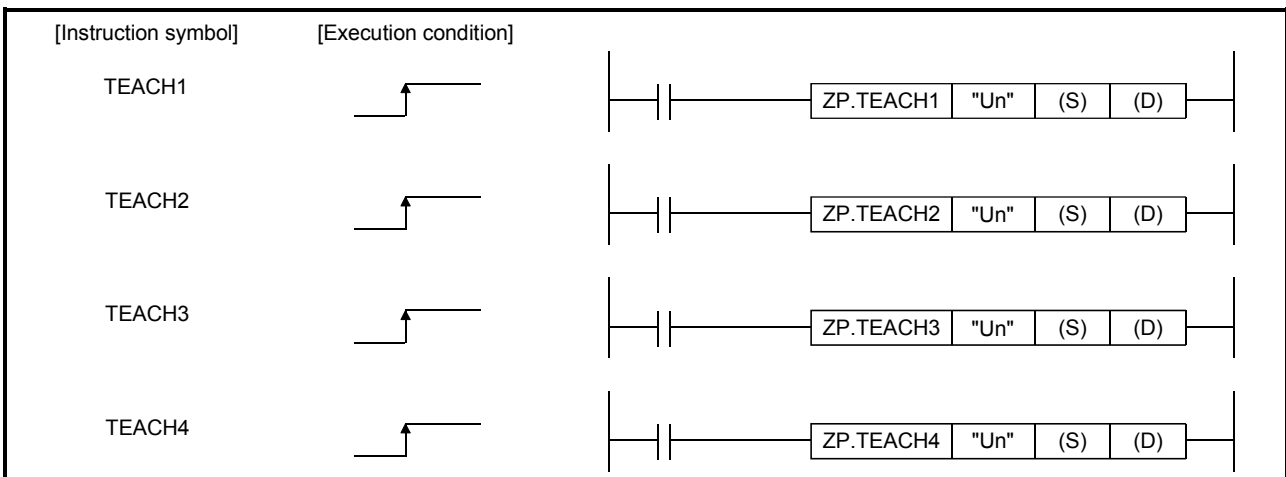 [Instruction symbol] [Execution condition]
TEACH1 ZP.TEACH1 "Un" (S) (D)
TEACH2 ZP.TEACH2 "Un" (S) (D)
TEACH3 ZP.TEACH3 "Un" (S) (D)
TEACH4 ZP.TEACH4 "Un" (S) (D)